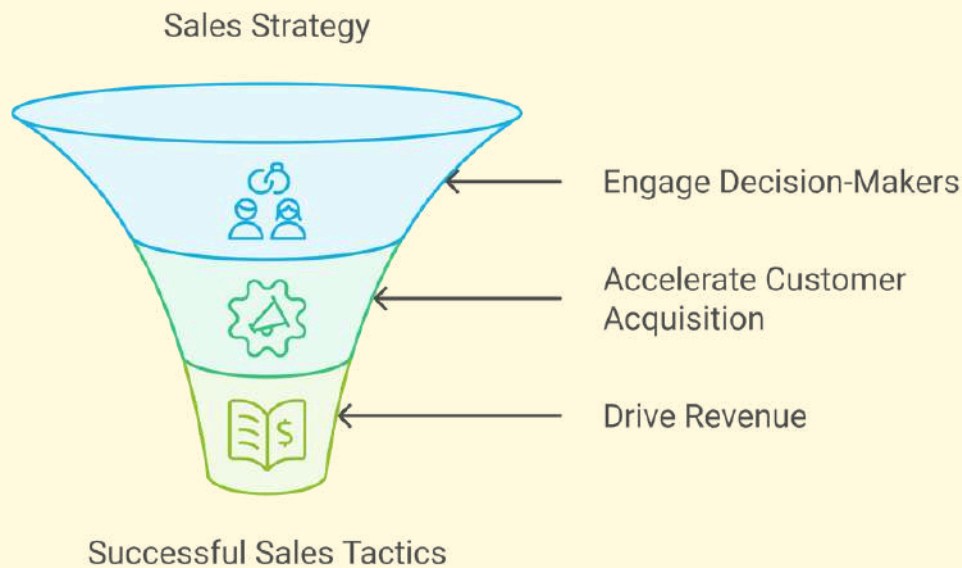 Sales Strategy
Engage Decision-Makers
Accelerate Customer
Acquisition
$
Drive Revenue
Successful Sales Tactics